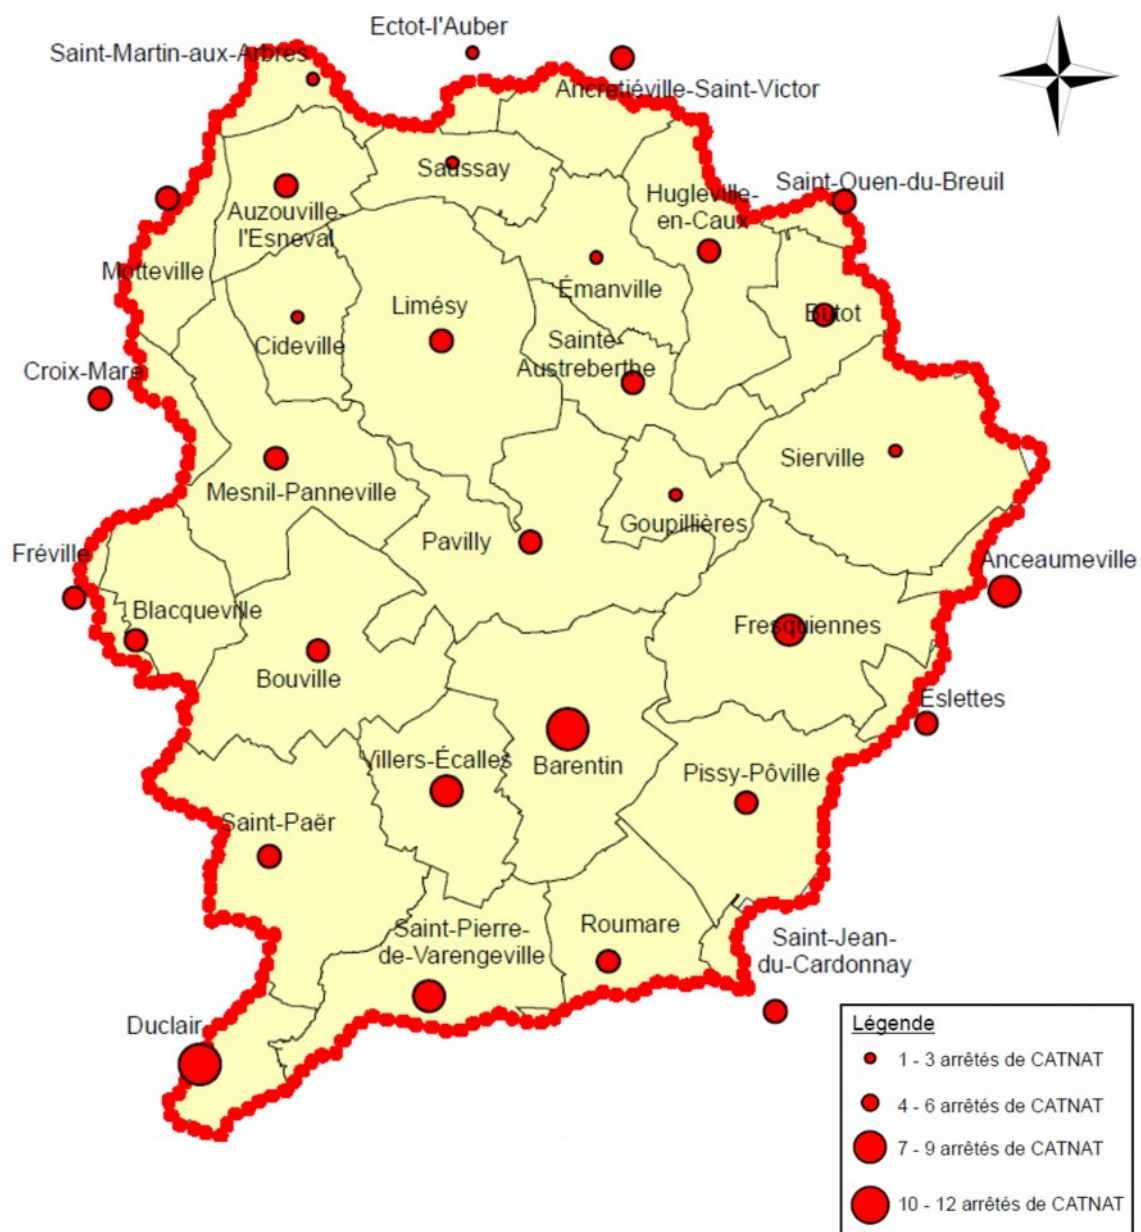 Ectot-l'Auber
Saint-Martin-aux-Arbres
Ancretiéville-Saint-Victor
Saussay
Saint-Ouen-du-Breuil
Hugleville-
en-Caux
Auzouville-
l'Esneval
Motteville
Émanville
Limésy
Butot
Cideville
Sainte-
Austreberthe
Croix-Mare
Sierville
Mesnil-Panneville
Goupillières
Pavilly
Fréville
Anceaumeville
Blacqueville
Fresquiennes
Bouville
Eslettes
Villers-Écalles
Barentin
Pissy-Pôville
Saint-Paër
Saint-Pierre-
de-Varengeville
Roumare
Saint-Jean-
du-Cardonnay
Duclair
Légende
1 - 3 arrêtés de CATNAT
4 - 6 arrêtés de CATNAT
7 - 9 arrêtés de CATNAT
10 - 12 arrêtés de CATNAT